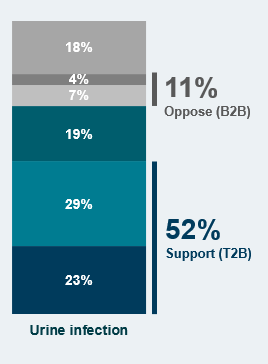 18%
4%
7%
11%
Oppose (B2B)
19%
29%
52%
Support (T2B)
23%
Urine infection